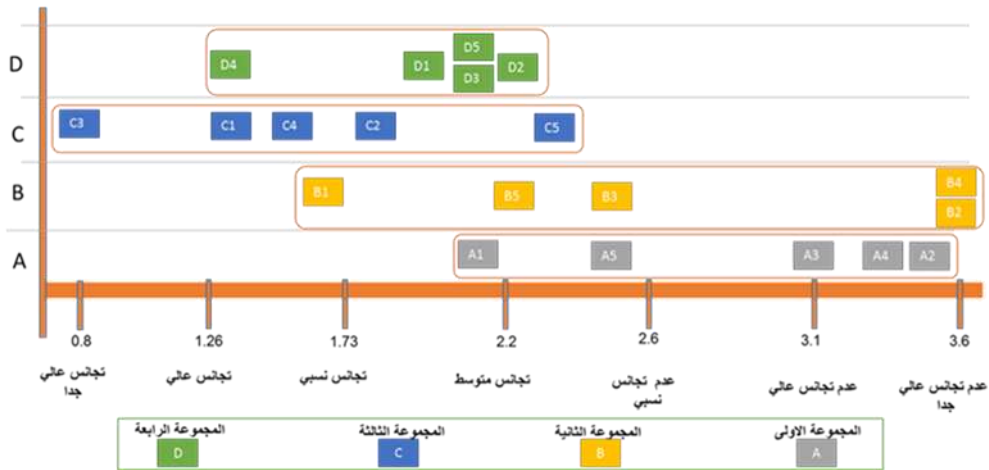 D
D4
D1
D5
D3
D2
C
C3
C1
C4
C2
C5
B
B1
B5
B3
B4
B2
A
A1
A5
A3
A4
A2
0.8
1.26
1.73
2.2
2.6
3.1
3.6
تجانس عالي
جدا
تجانس عالي
تجانس نسبي
تجانس متوسط
عدم تجانس
نسبي
عدم تجانس عالي
عدم تجانس عالي
جدا
المجموعة الرابعة
D
المجموعة الثالثة
C
المجموعة الثانية
B
المجموعة الاولى
A